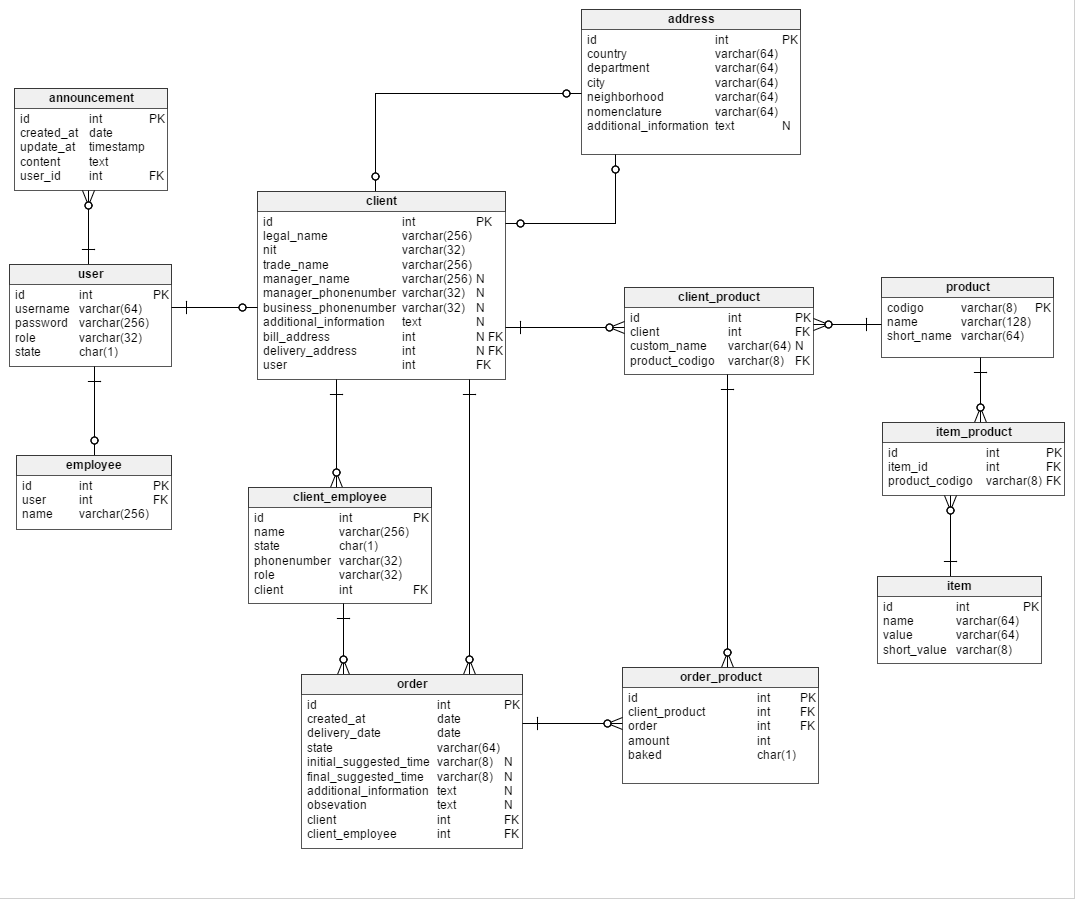 address
id int PK
country varchar(64)
department varchar(64)
city varchar(64)
neighborhood varchar(64)
nomenclature varchar(64)
additional_information text N
announcement
id int PK
created_at date
update_at timestamp
content text
user_id int FK
client
id int PK
legal_name varchar(256)
nit varchar(32)
trade_name varchar(256)
manager_name varchar(256) N
manager_phonenumber varchar(32) N
business_phonenumber varchar(32) N
additional_information text N
bill_address int N FK
delivery_address int N FK
user int FK
user
id int PK
username varchar(64)
password varchar(256)
role varchar(32)
state char(1)
client_product
id int PK
client int FK
custom_name varchar(64) N
product_codigo varchar(8) FK
product
codigo varchar(8) PK
name varchar(128)
short_name varchar(64)
item_product
id int PK
item_id int FK
product_codigo varchar(8) FK
employee
id int PK
user int FK
name varchar(256)
client_employee
id int PK
name varchar(256)
state char(1)
phonenumber varchar(32)
role varchar(32)
client int FK
item
id int PK
name varchar(64)
value varchar(64)
short_value varchar(8)
order
id int PK
created_at date
delivery_date date
state varchar(64)
initial_suggested_time varchar(8) N
final_suggested_time varchar(8) N
additional_information text N
obsevation text N
client int FK
client_employee int FK
order_product
id int PK
client_product int FK
order int FK
amount int
baked char(1)